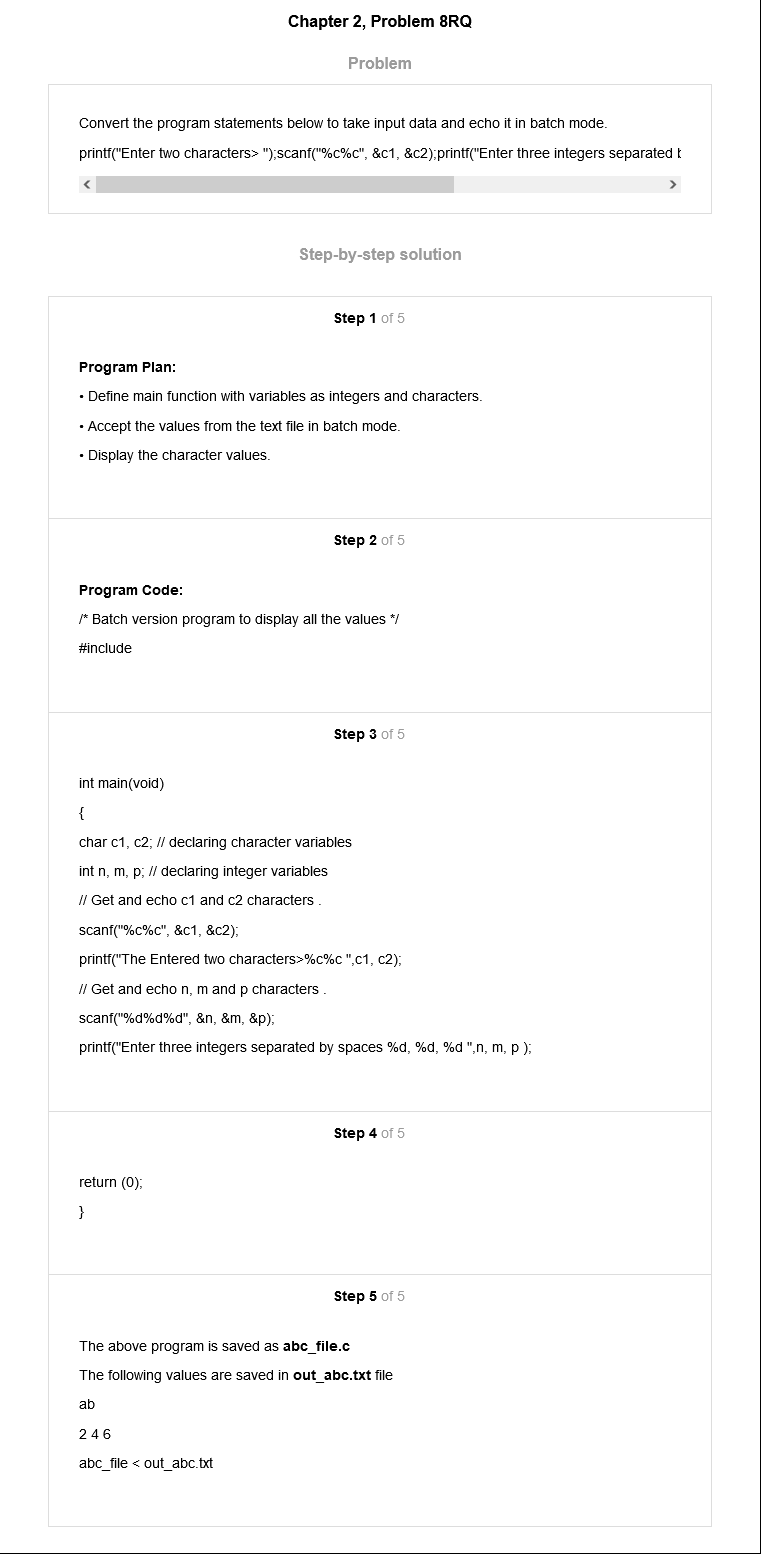 Chapter 2, Problem 8RQ
Problem
Convert the program statements below to take input data and echo it in batch mode.
printf("Enter two characters> ");scanf("%c%c", &c1, &c2);printf("Enter three integers separated
Step-by-step solution
Step 1 of 5
Program Plan:
• Define main function with variables as integers and characters.
• Accept the values from the text file in batch mode.
• Display the character values.
Step 2 of 5
Program Code:
/* Batch version program to display all the values */
#include
Step 3 of 5
int main(void)
{
char c1, c2; // declaring character variables
int n, m, p; // declaring integer variables
// Get and echo c1 and c2 characters .
scanf("%c%c", &c1, &c2);
printf("The Entered two characters>%c%c ",c1, c2);
// Get and echo n, m and p characters .
scanf("%d%d%d", &n, &m, &p);
printf("Enter three integers separated by spaces %d, %d, %d ",n, m, p );
Step 4 of 5
return (0);
}
Step 5 of 5
The above program is saved as abc_file.c
The following values are saved in out_abc.txt file
ab
2 4 6
abc_file < out_abc.txt